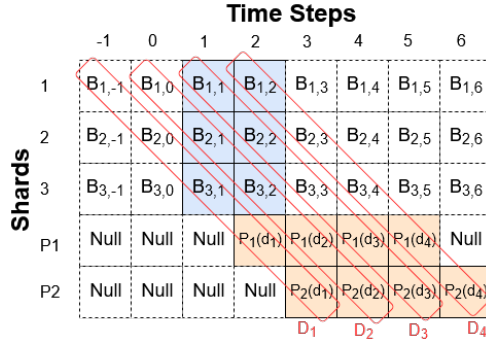 Time Steps
-1 0 1 2 3 4 5 6
Shards
1 B1,-1 B1,0 B1,1 B1,2 B1,3 B1,4 B1,5 B1,6
2 B2,-1 B2,0 B2,1 B2,2 B2,3 B2,4 B2,5 B2,6
3 B3,-1 B3,0 B3,1 B3,2 B3,3 B3,4 B3,5 B3,6
P1 Null Null Null P1(d1) P1(d2) P1(d3) P1(d4) Null
P2 Null Null Null Null P2(d1) P2(d2) P2(d3) P2(d4)
D1 D2 D3 D4